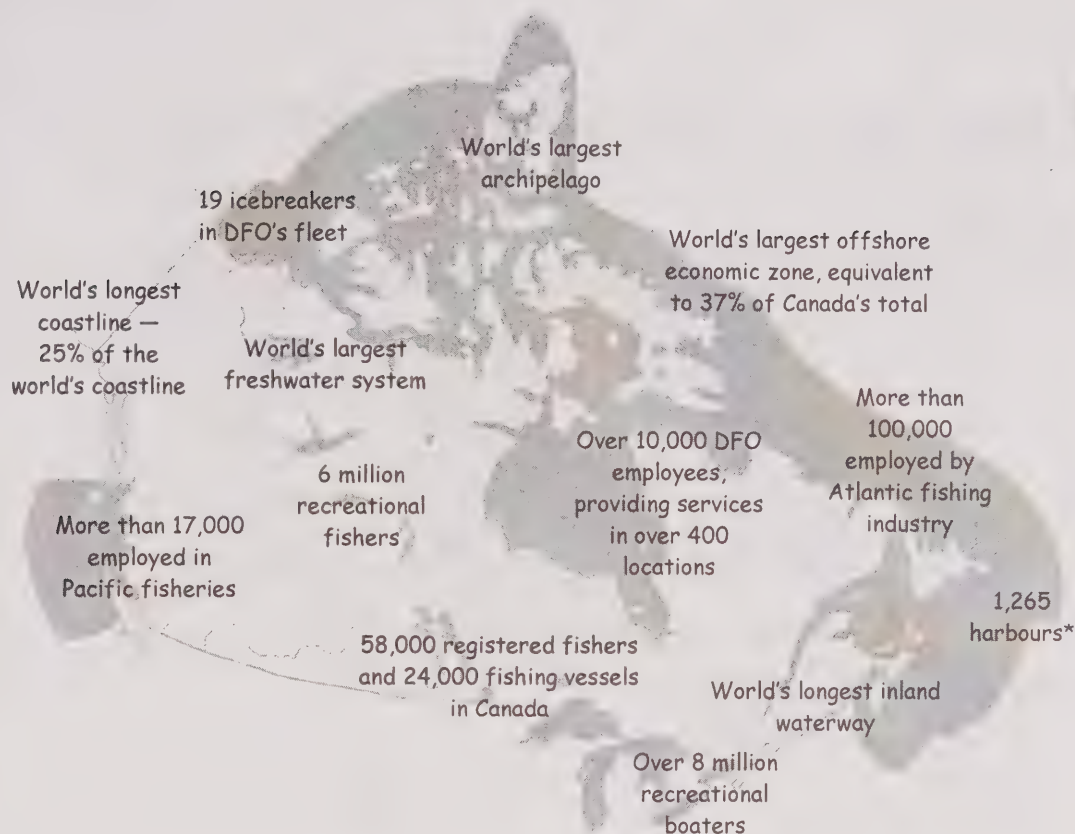 World's largest
archipelago
19 icebreakers
in DFO's fleet
World's largest offshore
economic zone, equivalent
to 37% of Canada's total
World's longest
coastline —
25% of the
world's coastline
World's largest
freshwater system
More than
100,000
employed by
Atlantic fishing
industry
Over 10,000 DFO
employees,
providing services
in over 400
locations
6 million
recreational
fishers
More than 17,000
employed in
Pacific fisheries
1,265
harbours*
58,000 registered fishers
and 24,000 fishing vessels
in Canada
World's longest inland
waterway
Over 8 million
recreational
boaters